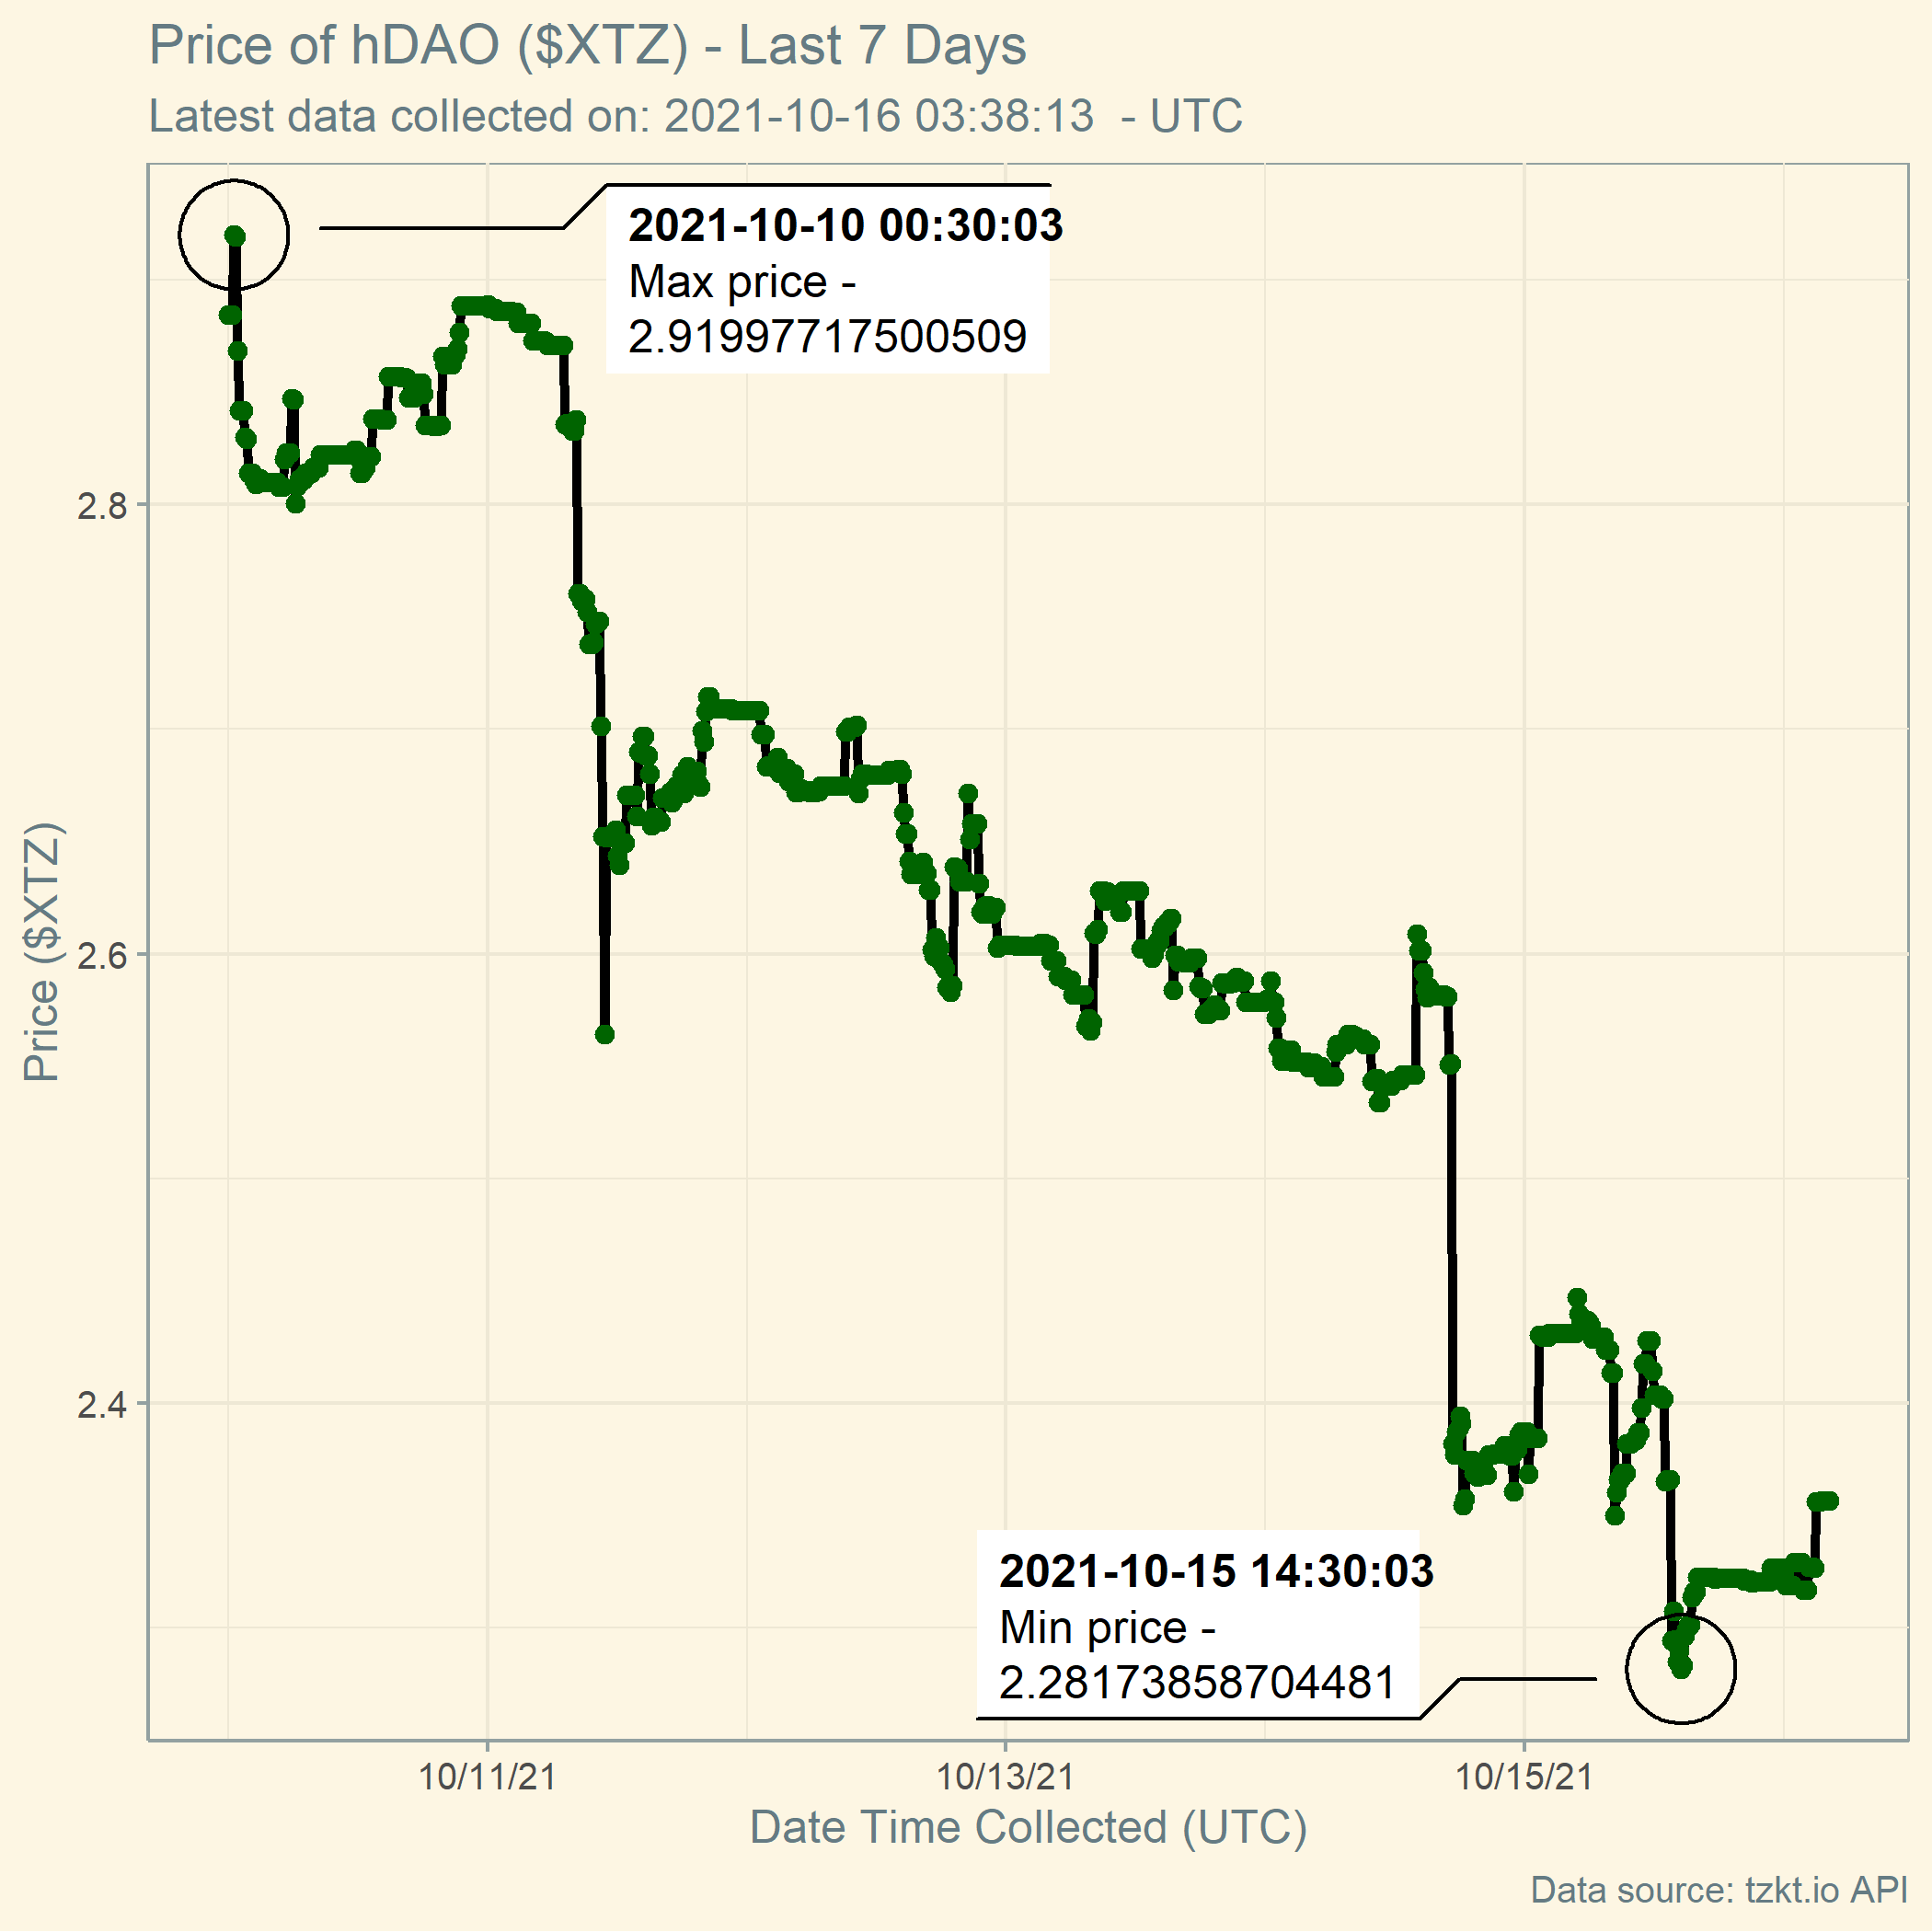 Price of hDAO ($XTZ) - Last 7 Days
Latest data collected on: 2021-10-16 03:38:13  - UTC
2021-10-10 00:30:03
Max price -
2.91997717500509
2.8
2.6
2.4
Price ($XTZ)
2021-10-15 14:30:03
Min price -
2.28173858704481
10/11/21
10/13/21
10/15/21
Date Time Collected (UTC)
Data source: tzkt.io API